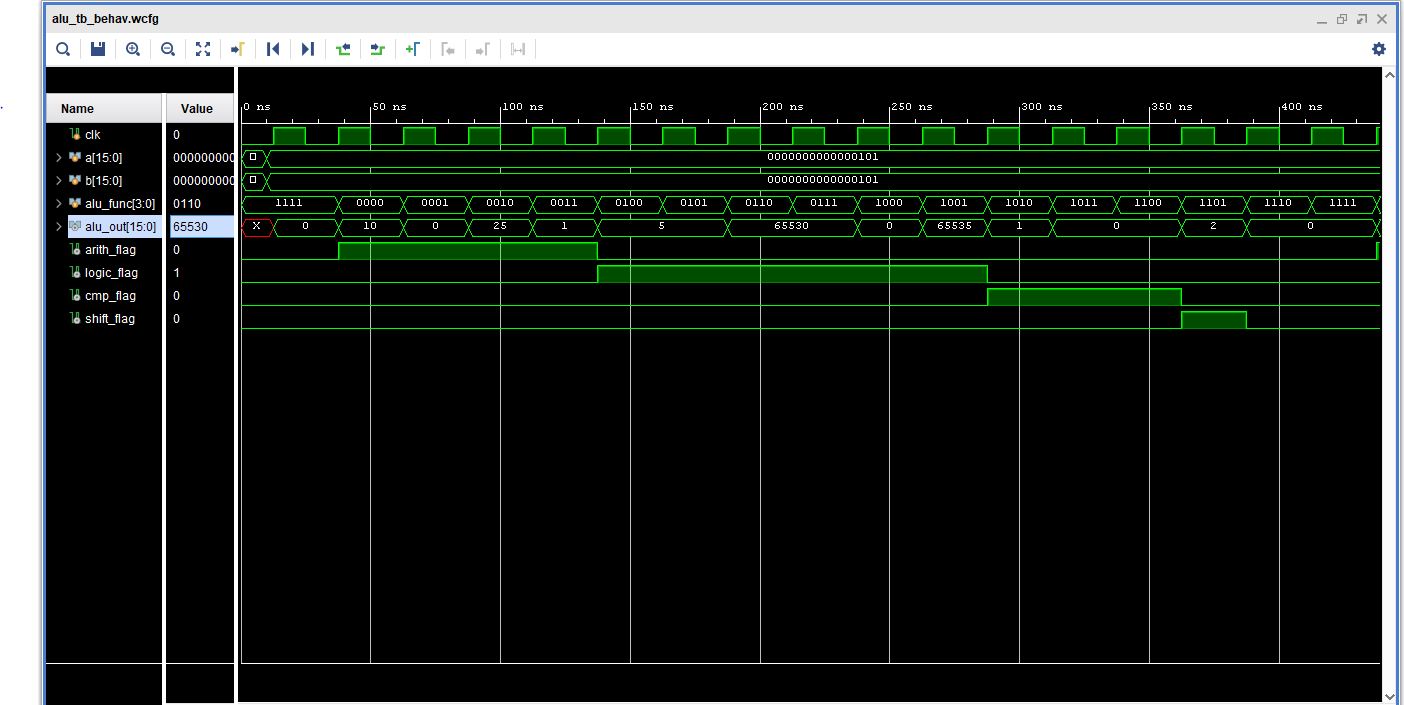 alu_tb_behav.wcfg
Name Value
0 ns 50 ns 100 ns 150 ns 200 ns 250 ns 300 ns 350 ns 400 ns
clk 0
a[15:0] 000000000 0000000000000101
b[15:0] 000000000 0000000000000101
alu_func[3:0] 0110 1111 0000 0001 0010 0011 0100 0101 0110 0111 1000 1001 1010 1011 1100 1101 1110 1111
alu_out[15:0] 65530 X 0 10 0 25 1 5 65530 0 65535 1 0 2 0
arith_flag 0
logic_flag 1
cmp_flag 0
shift_flag 0